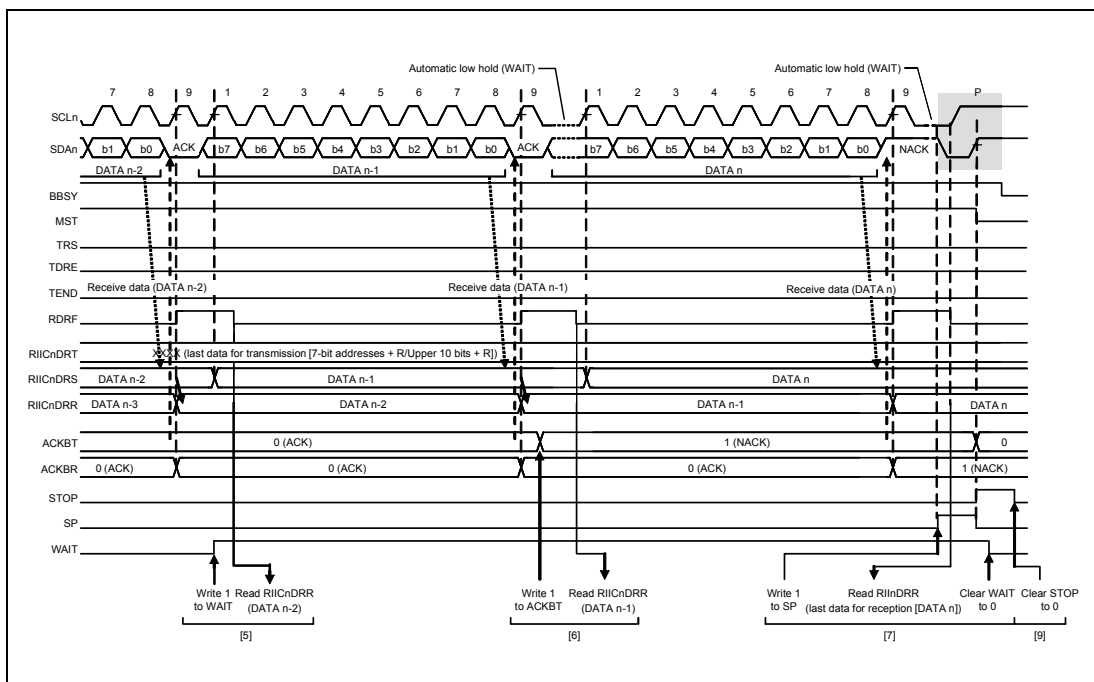 Automatic low hold (WAIT) Automatic low hold (WAIT)
7 8 9 1 2 3 4 5 6 7 8 9 1 2 3 4 5 6 7 8 9 P
SCLn
SDAn b1 b0 ACK b7 b6 b5 b4 b3 b2 b1 b0 ACK b7 b6 b5 b4 b3 b2 b1 b0 NACK
DATA n-2 DATA n-1 DATA n
BBSY
MST
TRS
TDRE
Receive data (DATA n-2) Receive data (DATA n-1) Receive data (DATA n)
TEND
RDRF
RIICnDRT XXXX (last data for transmission [7-bit addresses + R/Upper 10 bits + R])
RIICnDRS DATA n-2 DATA n-1 DATA n
RIICnDRR DATA n-3 DATA n-2 DATA n-1 DATA n
ACKBT 0 (ACK) 1 (NACK) 0
ACKBR 0 (ACK) 0 (ACK) 0 (ACK) 1 (NACK)
STOP
SP
WAIT
Write 1 Read RIICnDRR Write 1 Read RIICnDRR Write 1 Read RIInDRR Clear WAIT Clear STOP
to WAIT (DATA n-2) to ACKBT (DATA n-1) to SP (last data for reception [DATA n]) to 0 to 0
[5] [6] [7] [9]